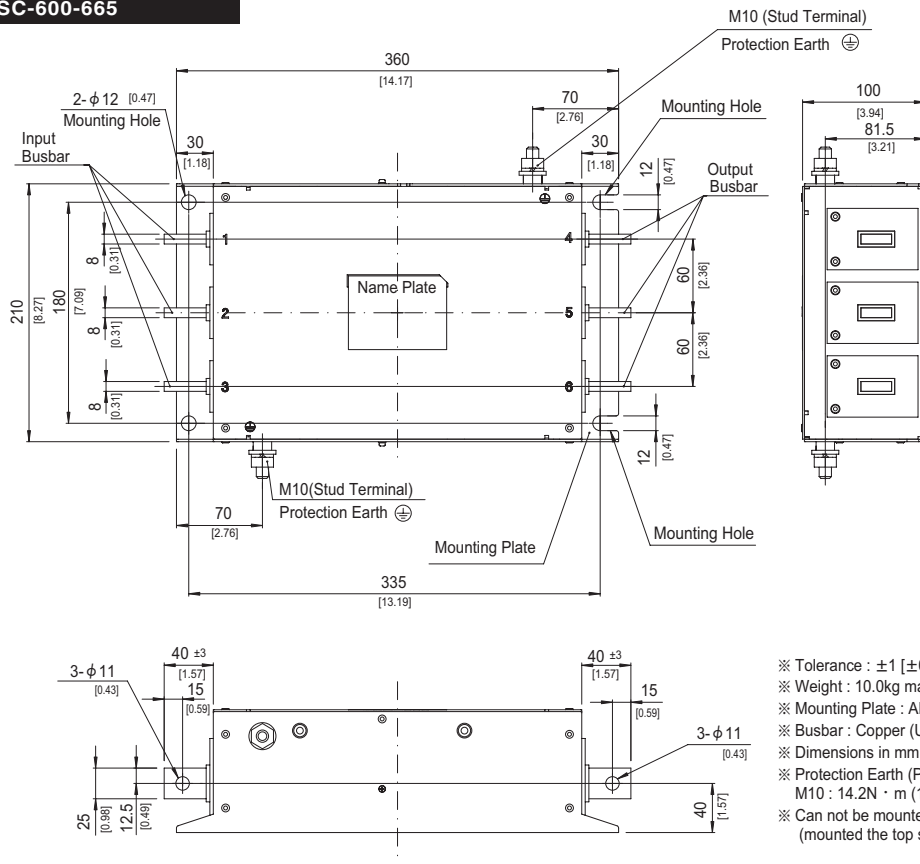 SC-600-665
M10 (Stud Terminal)
Protection Earth
360
[14.17]
2-φ12 [0.47]
Mounting Hole
70
[2.76]
Mounting Hole
100
[3.94]
81.5
[3.21]
Input
Busbar
30
[1.18]
30
[1.18]
12
[0.47]
Output
Busbar
1
4
8
[0.31]
60
[2.36]
210
[8.27]
180
[7.09]
Name Plate
2
5
8
[0.31]
60
[2.36]
3
6
8
[0.31]
12
[0.47]
M10(Stud Terminal)
Protection Earth
70
[2.76]
Mounting Plate
Mounting Hole
335
[13.19]
40 ±3
[1.57]
40 ±3
[1.57]
3-φ11
[0.43]
15
[0.59]
15
[0.59]
3-φ11
[0.43]
25
[0.98]
12.5
[0.49]
40
[1.57]
※ Tolerance : ±1
※ Weight : 10.0kg
※ Mounting Plate :
※ Busbar : Copper
※ Dimensions in mm
※ Protection Earth
M10 : 14.2N・m
※ Can not be
(mounted the top